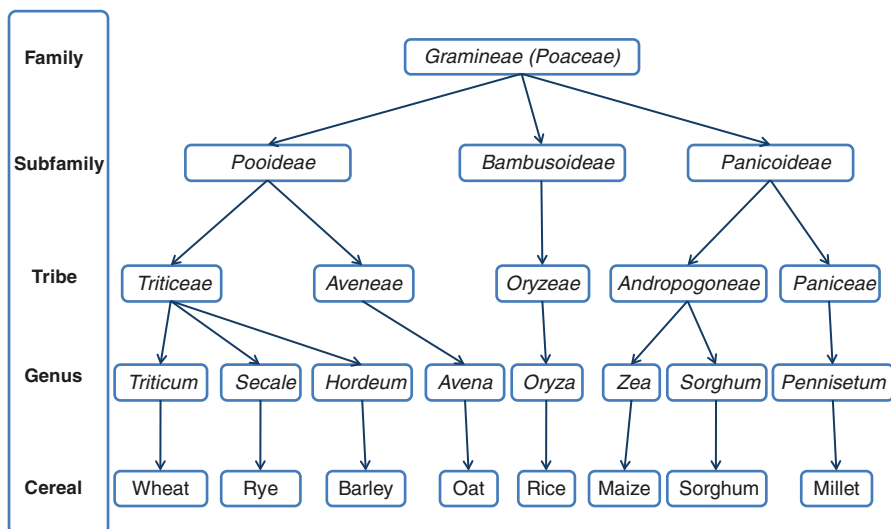 Family
Gramineae (Poaceae)
Subfamily
Pooideae
Bambusoideae
Panicoideae
Tribe
Triticeae
Aveneae
Oryzeae
Andropogoneae
Paniceae
Genus
Triticum
Secale
Hordeum
Avena
Oryza
Zea
Sorghum
Pennisetum
Cereal
Wheat
Rye
Barley
Oat
Rice
Maize
Sorghum
Millet